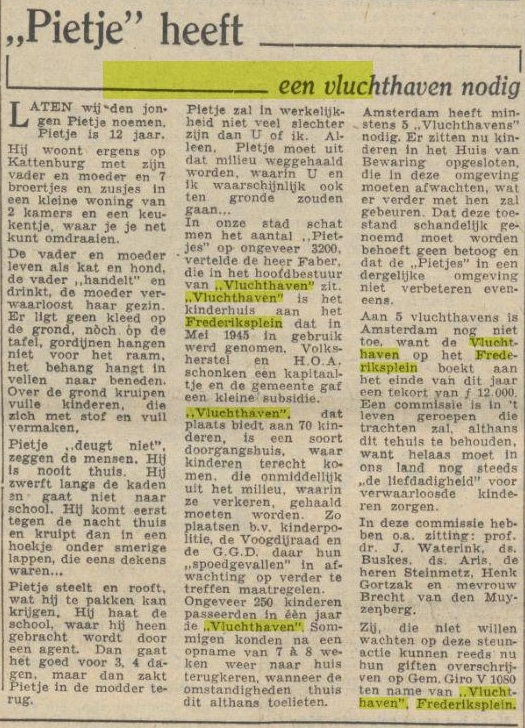 „Pietje” heeft
een vluchthaven nodig
LATEN wij den jon-
gen Pietje noemen.
Pietje is 12 jaar.
Hij woont ergens op
Kattenburg met zijn
vader en moeder en 7
broertjes en zusjes in
een kleine woning van
2 kamers en een keu-
kentje, waar je je net
kunt omdraaien.
De vader en moeder
leven als kat en hond,
de vader „handelt” en
drinkt, de moeder ver-
waarloost haar gezin.
Er ligt geen kleed op
de grond, nòch òp de
tafel, gordijnen hangen
niet voor het raam,
het behang hangt in
vellen naar beneden.
Over de grond kruipen
vuile kinderen, die
zich met stof en vuil
vermaken,
Pietje „deugt niet”,
zeggen de mensen. Hij
is nooit thuis. Hij
zwerft langs de kaden
en gaat niet naar
school. Hij komt eerst
tegen de nacht thuis
en kruipt dan in een
hoekje onder smerige
lappen, die eens dekens
waren...
Pietje steelt en rooft,
wat hij te pakken kan
krijgen. Hij haat de
school, waar hij heen
gebracht wordt door
een agent. Dan gaat
het goed voor 3, 4 da-
gen, maar dan zakt
Pietje in de modder te-
rug.
Pietje zal in werkelijk-
heid niet veel slechter
zijn dan U of ik. Al-
leen, Pietje moet uit
dat milieu weggehaald
worden, waarin U en
ik waarschijnlijk ook
ten gronde zouden
gaan...
In onze stad schat
men het aantal „Piet-
jes” op ongeveer 3200,
vertelde de heer Faber,
die in het hoofdbestuur
van „Vluchthaven” zit.
„Vluchthaven” is het
kinderhuis aan het
Frederiksplein dat in
Mei 1945 in gebruik
werd genomen. Volks-
herstel en H.O.A.
schonken een kapitaal-
tje en de gemeente gaf
een kleine subsidie.
„Vluchthaven”, dat
plaats biedt aan 70 kin-
deren, is een soort
doorgangshuis, waar
kinderen terecht ko-
men, die onmiddellijk
uit het milieu, waarin
ze verkeren, gehaald
moeten worden. Zo
plaatsen b.v. kinderpo-
litie, de Voogdijraad en
de G.G.D. daar hun
„spoedgevallen” in af-
wachting op verder te
treffen maatregelen.
Ongeveer 250 kinderen
passeerden in één jaar
de „Vluchthaven”. Som-
migen konden na een
opname van 7 à 8 we-
ken weer naar huis
terugkeren, wanneer de
omstandigheden thuis
dit althans toelieten.
Amsterdam heeft min-
stens 5 „Vluchthavens”
nodig. Er zitten nu kin-
deren in het Huis van
Bewaring opgesloten,
die in deze omgeving
moeten afwachten, wat
er verder met hen zal
gebeuren. Dat deze toe-
stand schandelijk ge-
noemd moet worden
behoeft geen betoog en
dat de „Pietjes” in een
dergelijke omgeving
niet verbeteren even-
eens.
Aan 5 vluchthavens is
Amsterdam nog niet
toe, want de Vlucht-
haven op het Frede-
riksplein boekt aan
het einde van dit jaar
een tekort van ƒ 12.000.
Een commissie is in 't
leven geroepen die
trachten zal, althans
dit tehuis te behouden,
want helaas moet in
ons land nog steeds
„de liefdadigheid” voor
verwaarloosde kinde-
ren zorgen.
In deze commissie heb-
ben o.a. zitting: prof.
dr. J. Waterink, ds.
Buskes, ds. Aris, de
heren Steinmetz, Henk
Gortzak en mevrouw
Brecht van den Muy-
zenberg.
Zij, die niet willen
wachten op deze steun-
actie kunnen reeds nu
hun giften overschrij-
ven op Gem. Giro V 1080
ten name van „Vlucht-
haven”, Frederiksplein.